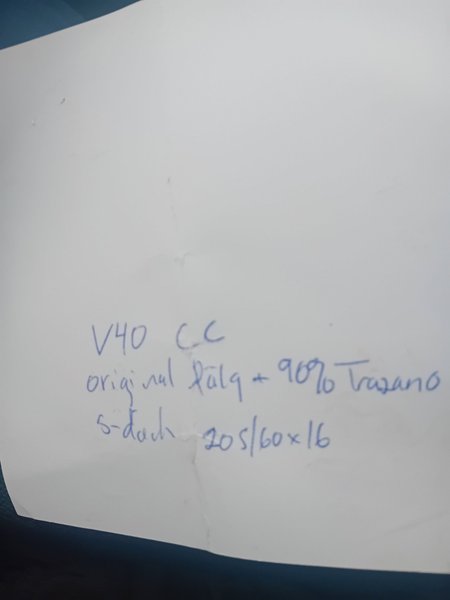 V40 CC
original fälg + 90% Trazano
s-däck 205/60x16